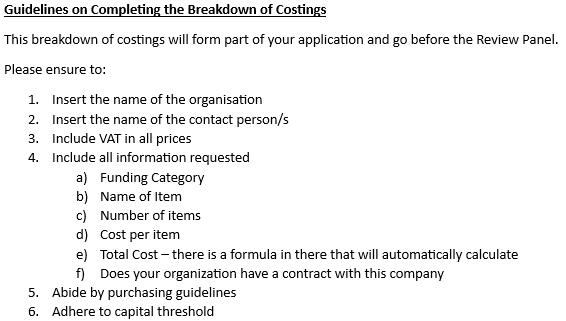 Guidelines on Completing the Breakdown of Costings
This breakdown of costings will form part of your application and go before the Review Panel.
Please ensure to:
1. Insert the name of the organisation
2. Insert the name of the contact person/s
3. Include VAT in all prices
4. Include all information requested
a) Funding Category
b) Name of Item
c) Number of items
d) Cost per item
e) Total Cost – there is a formula in there that will automatically calculate
f) Does your organization have a contract with this company
5. Abide by purchasing guidelines
6. Adhere to capital threshold